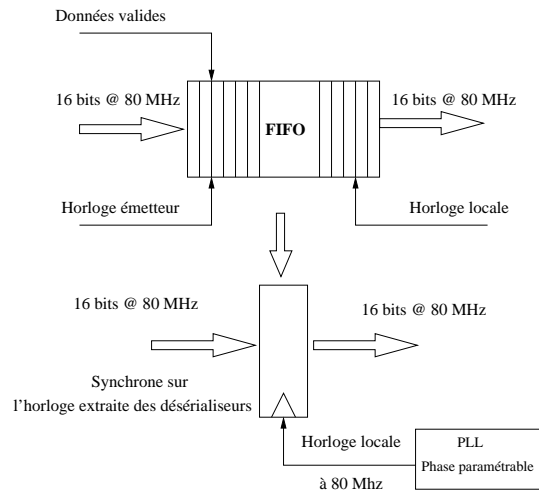 Données valides
16 bits @ 80 MHz
16 bits @ 80 MHz
FIFO
Horloge émetteur
Horloge locale
16 bits @ 80 MHz
16 bits @ 80 MHz
Synchrone sur
l'horloge extraite des désérialiseurs
Horloge locale
à 80 Mhz
PLL
Phase paramétrable